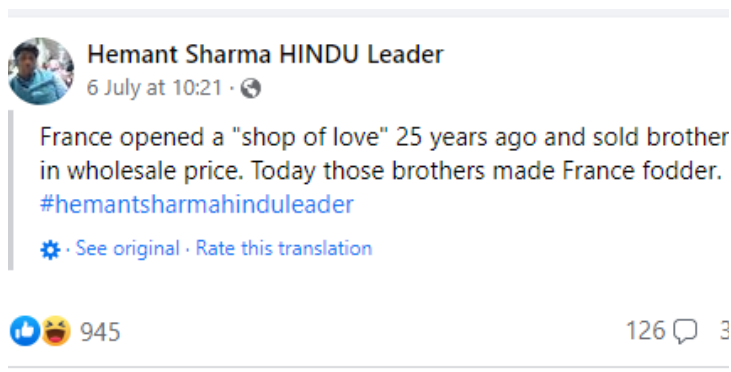 Hemant Sharma HINDU Leader
6 July at 10:21 ·
France opened a "shop of love" 25 years ago and sold brother
in wholesale price. Today those brothers made France fodder.
#hemantsharmahinduleader
· See original · Rate this translation
945 126 3